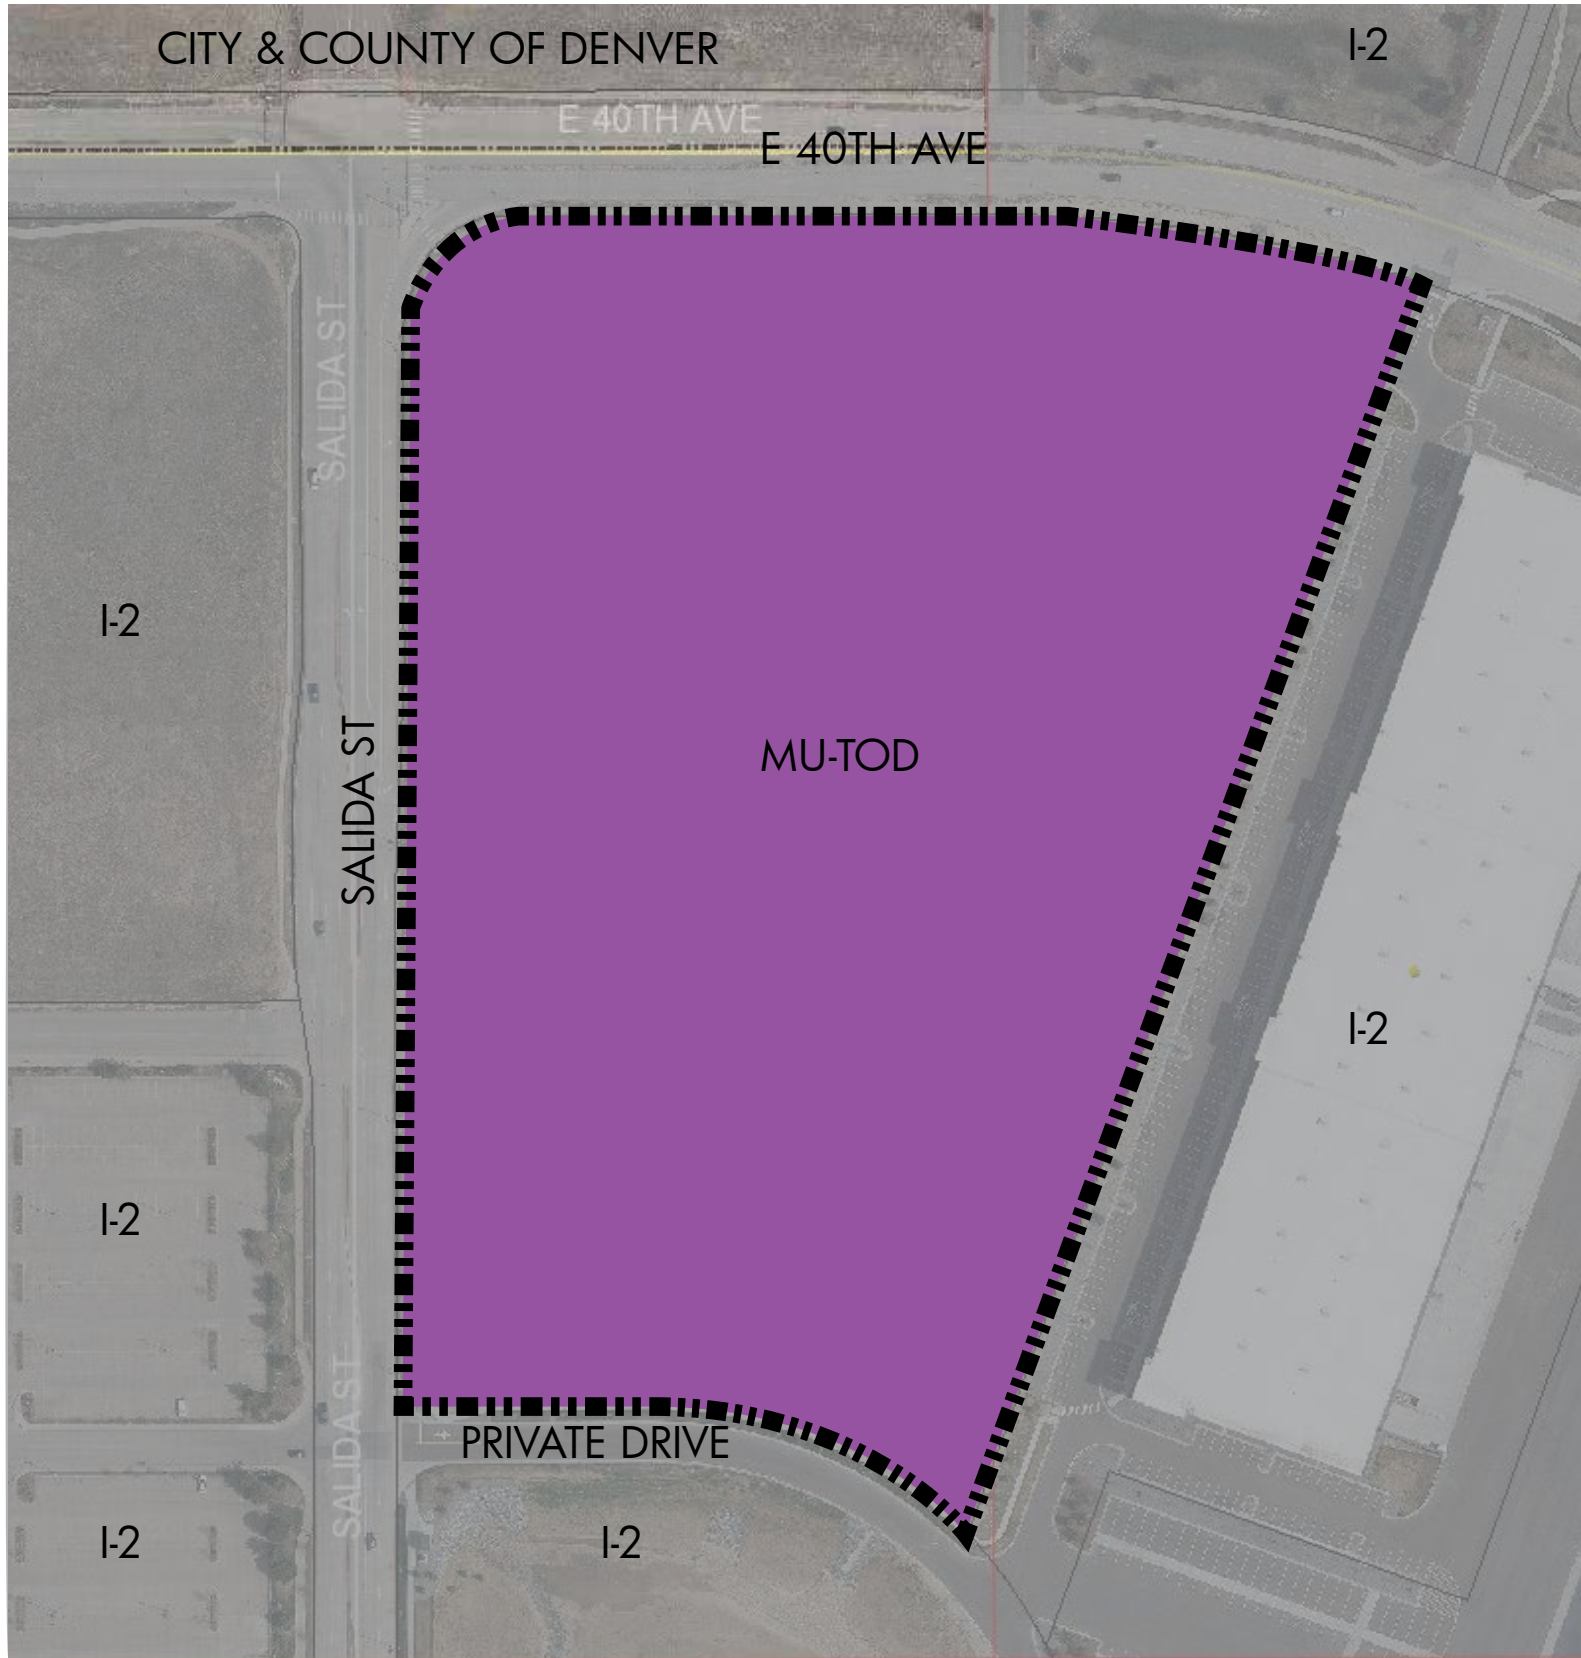 CITY & COUNTY OF DENVER
I-2
E 40TH AVE
E 40TH AVE
SALIDA ST
I-2
SALIDA ST
MU-TOD
I-2
I-2
SALIDA ST
PRIVATE DRIVE
I-2
I-2